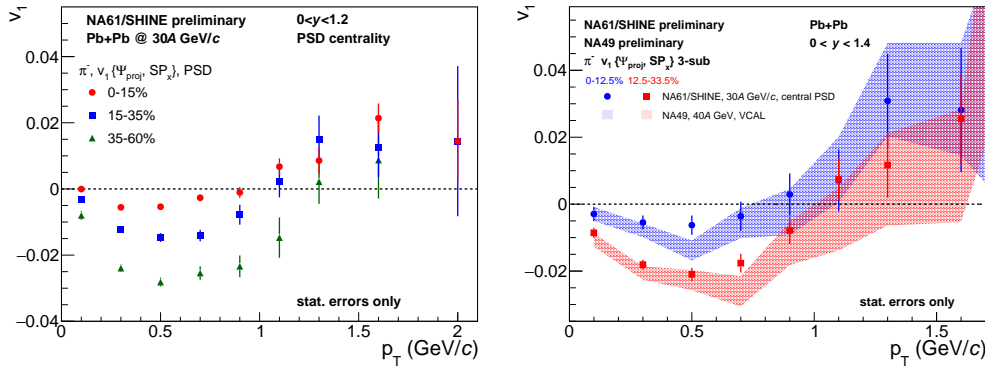 v₁
NA61/SHINE preliminary
0<y<1.2
Pb+Pb @ 30A GeV/c
PSD centrality
π⁻, v₁{Ψproj, SPx}, PSD
0-15%
15-35%
35-60%
0.04
0.02
0
−0.02
−0.04
stat. errors only
0
0.5
1
1.5
2
pT (GeV/c)
v₁
NA61/SHINE preliminary
Pb+Pb
NA49 preliminary
0 < y < 1.4
π⁻ v₁{Ψproj, SPx} 3-sub
0-12.5% 12.5-33.5%
NA61/SHINE, 30A GeV/c, central PSD
NA49, 40A GeV, VCAL
0.04
0.02
0
−0.02
stat. errors only
0
0.5
1
1.5
pT (GeV/c)